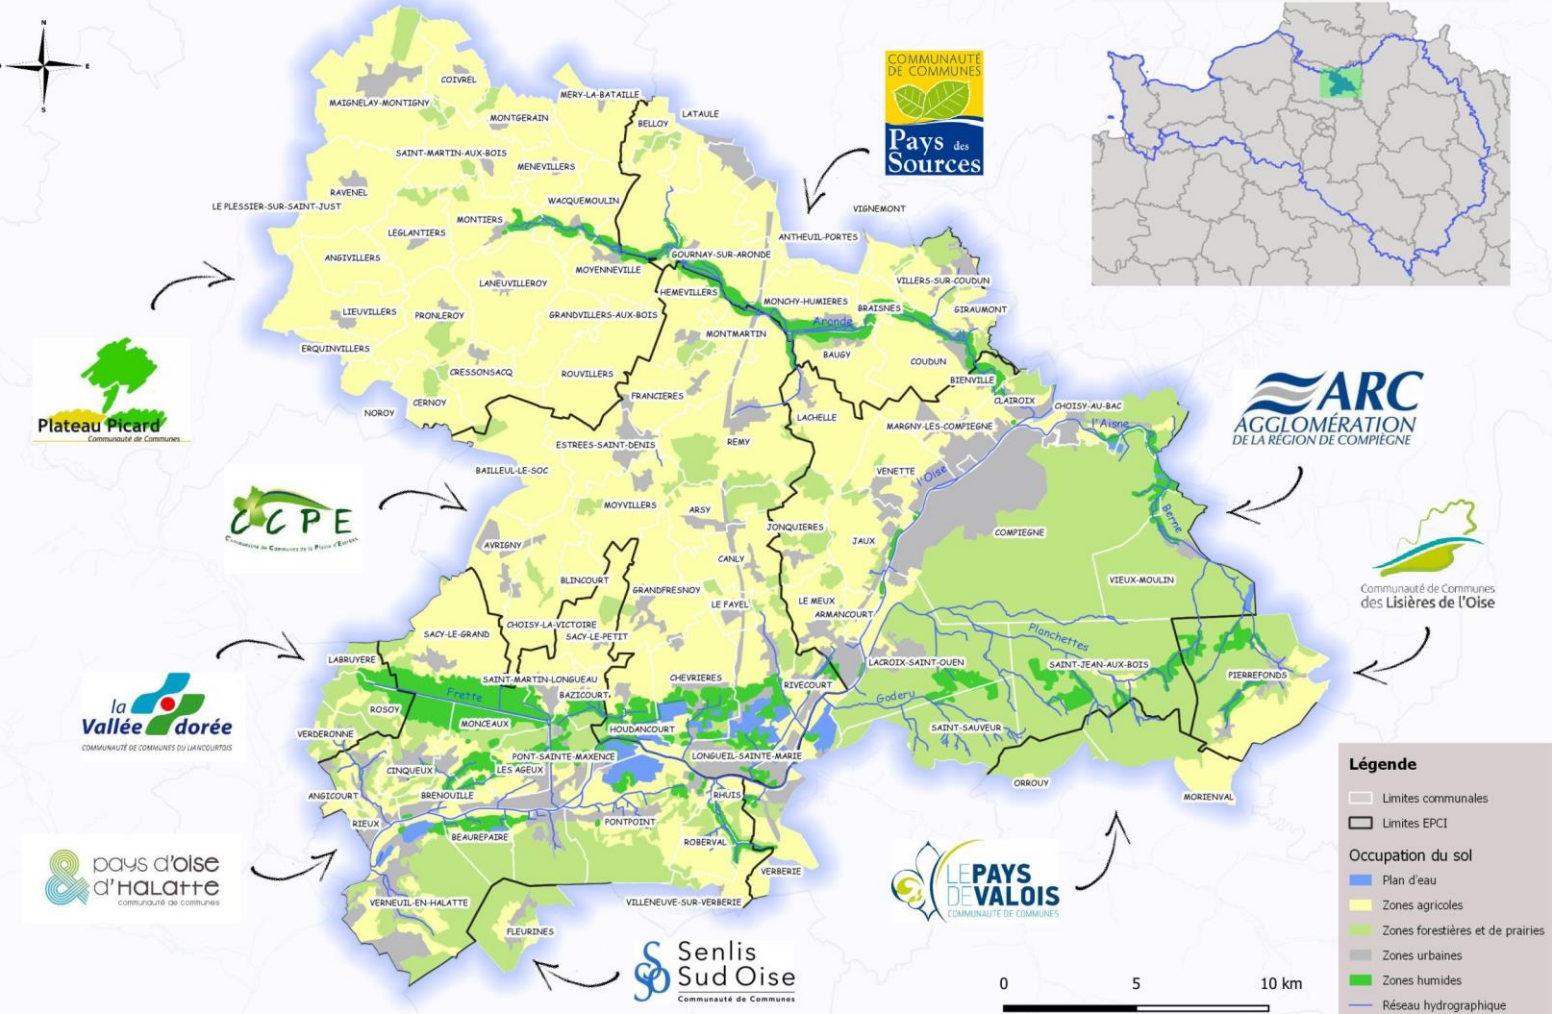 N
E
S
COIVREL
MAIGNELAY-MONTIGNY
MERY-LA-BATAILLE
MONTGERAIN
BELLOY
LATAULE
SAINT-MARTIN-AUX-BOIS
MENEVILLERS
RAVENEL
WACQUEMOULIN
LE PLESSIER-SUR-SAINT-JUST
MONTIERS
LEGLANTIERS
ANGIVILLERS
MOYENNEVILLE
GOURNAY-SUR-ARONDE
ANTHEUIL-PORTES
VIGNEMONT
LANEUVILLEROY
HEMEVILLERS
VILLERS-SUR-COUDUN
MONCHY-HUMIERES
BRAISNES
GIRAUMONT
LIEUVILLERS
PRONLEROY
GRANDVILLERS-AUX-BOIS
Aronde
MONTMARTIN
BAUGY
COUDUN
ERQUINVILLERS
CRESSONSACQ
ROUVILLERS
BIENVILLE
FRANCIERES
CERNOY
CLAIROIX
CHOISY-AU-BAC
NOROY
LACHELLE
MARGNY-LES-COMPIEGNE
l'Aisne
ESTREES-SAINT-DENIS
REMY
BAILLEUL-LE-SOC
VENETTE
l'Oise
MOYVILLERS
ARSY
JONQUIERES
JAUX
COMPIEGNE
Berne
AVRIGNY
CANLY
BLINCOURT
GRANDFRESNOY
LE FAYEL
LE MEUX
ARMANCOURT
VIEUX-MOULIN
CHOISY-LA-VICTOIRE
SACY-LE-GRAND
SACY-LE-PETIT
Planchettes
LABRUYERE
SAINT-MARTIN-LONGUEAU
CHEVRIERES
RIVECOURT
LACROIX-SAINT-OUEN
SAINT-JEAN-AUX-BOIS
PIERREFONDS
Frette
BAZICOURT
Goderu
ROSOY
MONCEAUX
HOUDANCOURT
SAINT-SAUVEUR
VERDERONNE
PONT-SAINTE-MAXENCE
LONGUEIL-SAINTE-MARIE
CINQUEUX
LES AGEUX
ORROUY
ANGICOURT
BRENOUILLE
RHUIS
MORIENVAL
RIEUX
BEAUREPAIRE
PONTPOINT
ROBERVAL
VERBERIE
VERNEUIL-EN-HALATTE
VILLENEUVE-SUR-VERBERIE
FLEURINES
COMMUNAUTÉ
DE COMMUNES
Pays des
Sources
Plateau Picard
Communauté de Communes
CCPE
Communauté de Communes de la Plaine d'Estrées
la
Vallée dorée
COMMUNAUTÉ DE COMMUNES DU LIANCOURTOIS
pays d'oise
& d'HALATTE
communauté de communes
Senlis
Sud Oise
Communauté de Communes
LE PAYS
DE VALOIS
COMMUNAUTÉ DE COMMUNES
ARC
AGGLOMÉRATION
DE LA RÉGION DE COMPIÈGNE
Communauté de Communes
des Lisières de l'Oise
Légende
Limites communales
Limites EPCI
Occupation du sol
Plan d'eau
Zones agricoles
Zones forestières et de prairies
Zones urbaines
Zones humides
Réseau hydrographique
0 5 10 km